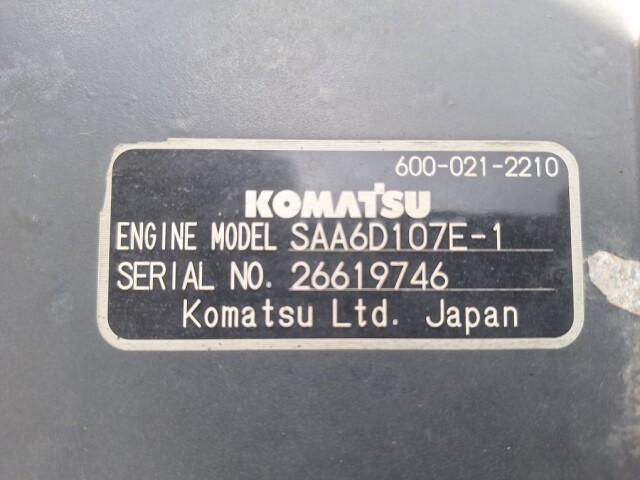 600-021-2210
KOMATSU
ENGINE MODEL SAA6D107E-1
SERIAL NO. 26619746
Komatsu Ltd. Japan